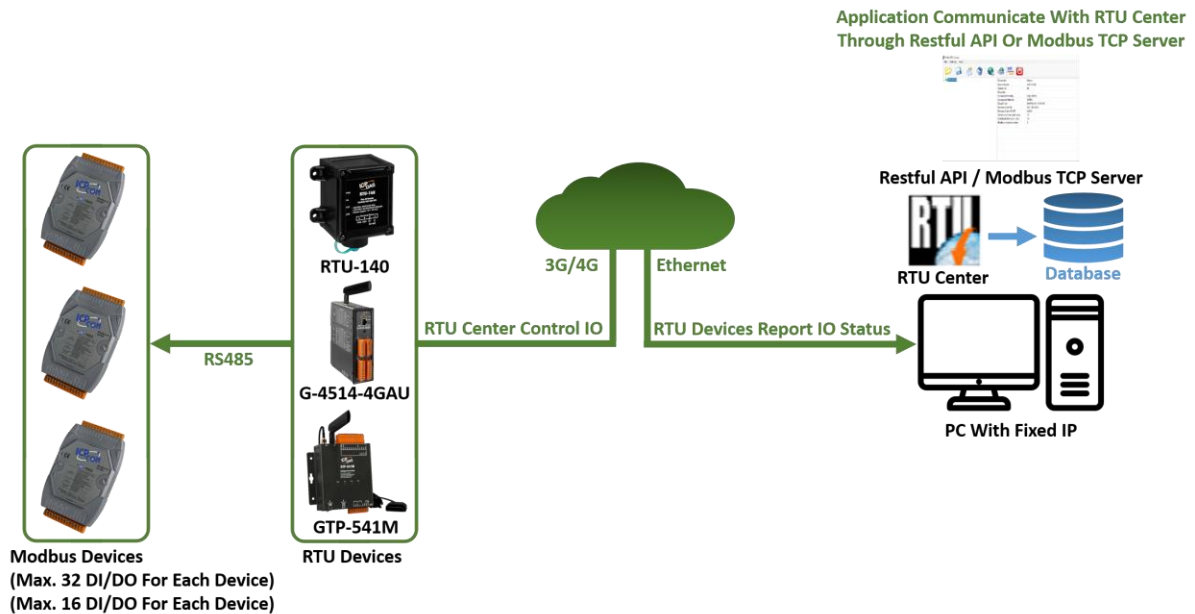 Application Communicate With RTU Center
Through Restful API Or Modbus TCP Server
Restful API / Modbus TCP Server
RTU
RTU Center
Database
PC With Fixed IP
3G/4G
Ethernet
RTU Center Control IO
RTU Devices Report IO Status
RS485
RTU-140
G-4514-4GAU
GTP-541M
RTU Devices
Modbus Devices
(Max. 32 DI/DO For Each Device)
(Max. 16 DI/DO For Each Device)